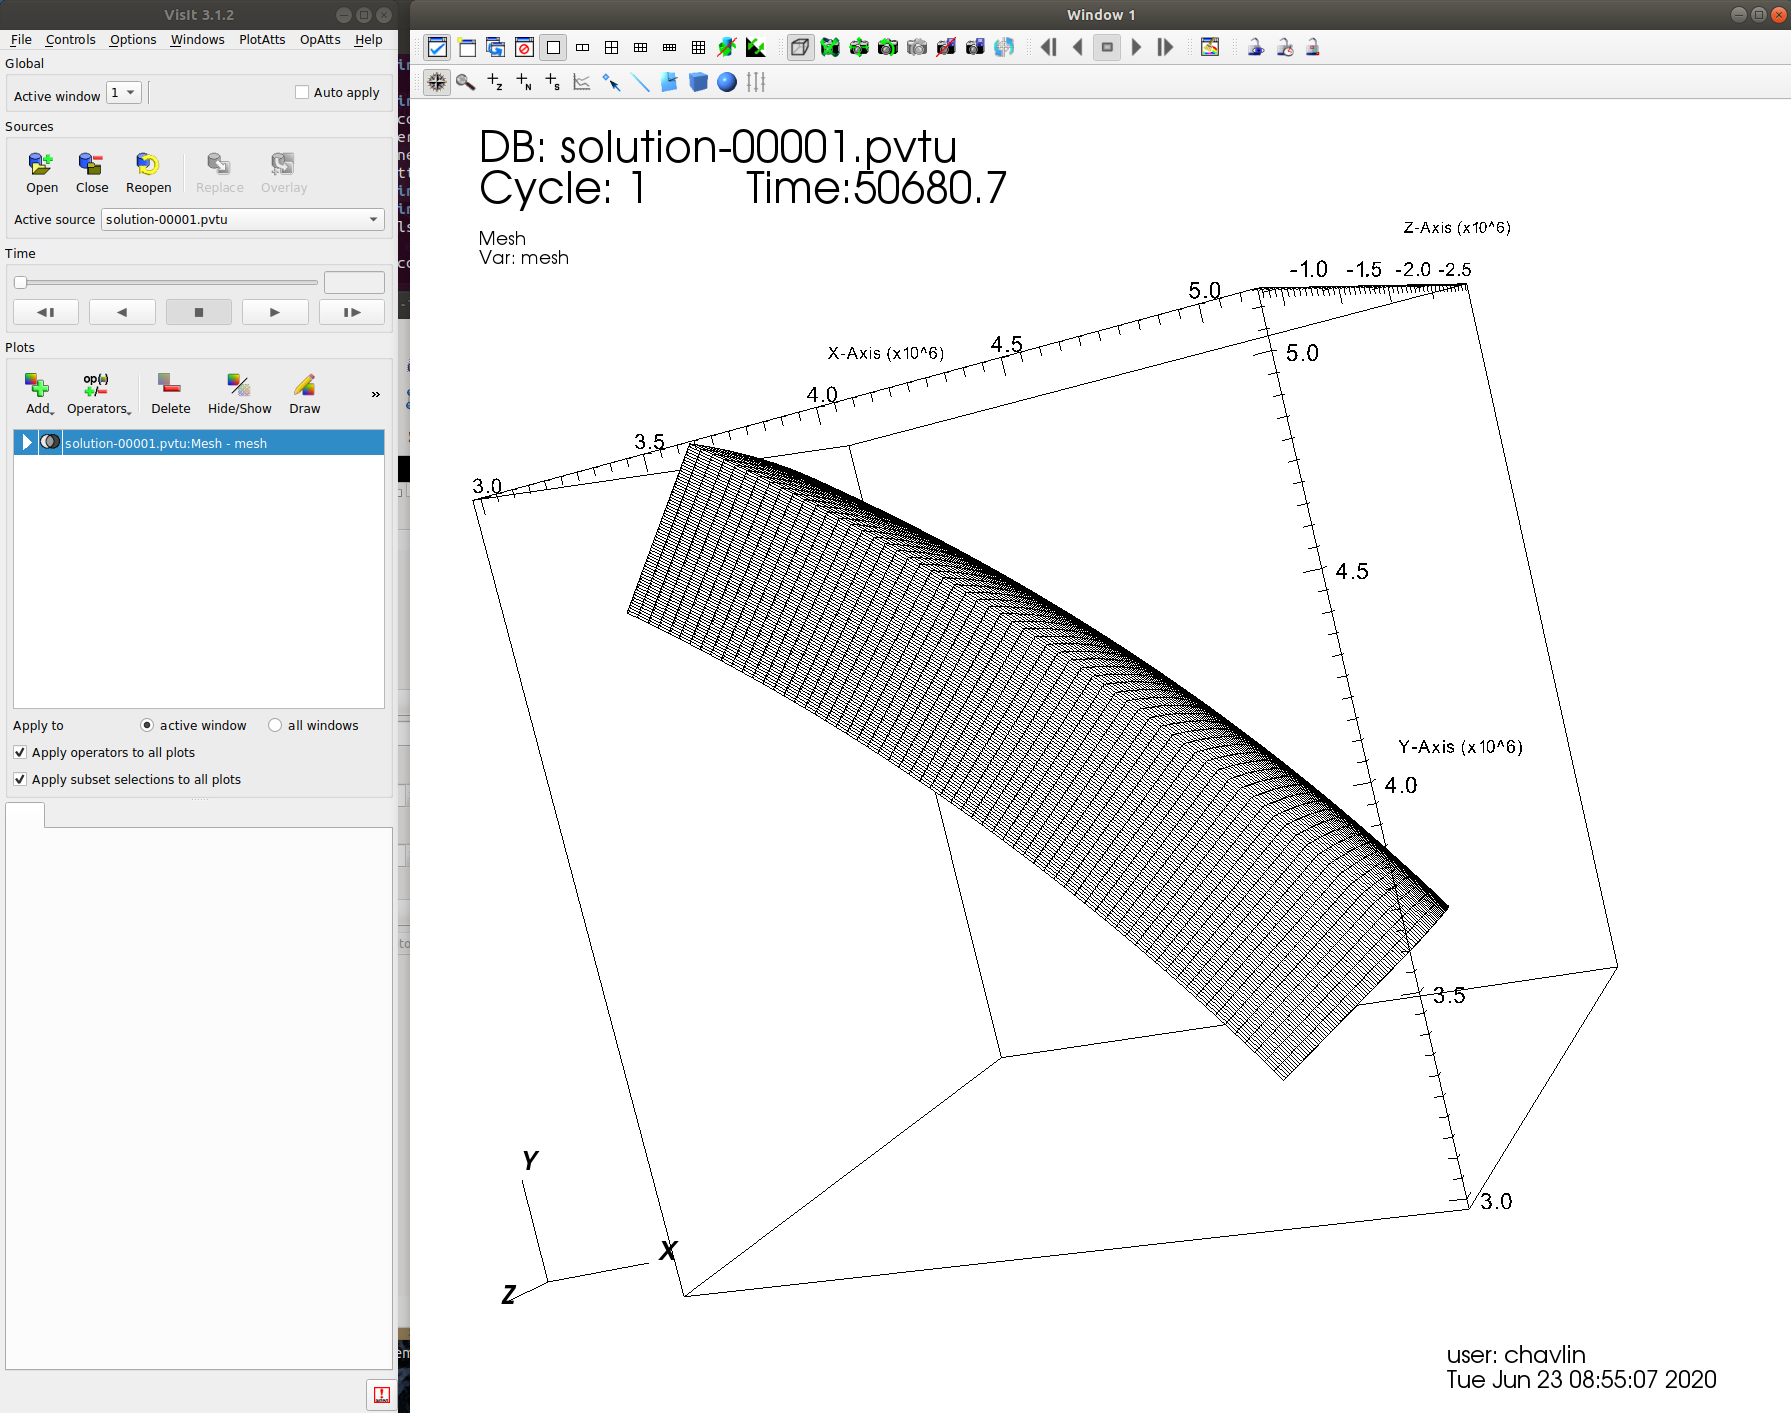 VisIt 3.1.2
File Controls Options Windows PlotAtts OpAtts Help
Global
Active window 1 Auto apply
Sources
Open Close Reopen Replace Overlay
Active source solution-00001.pvtu
Time
Plots
Add Operators Delete Hide/Show Draw »
op(x)
solution-00001.pvtu:Mesh - mesh
Apply to active window all windows
Apply operators to all plots
Apply subset selections to all plots
Window 1
DB: solution-00001.pvtu
Cycle: 1 Time:50680.7
Mesh
Var: mesh
Z-Axis (x10^6)
-1.0 -1.5 -2.0 -2.5
X-Axis (x10^6)
3.0 3.5 4.0 4.5 5.0
5.0
4.5
Y-Axis (x10^6)
4.0
3.5
3.0
Y
X
Z
user: chavlin
Tue Jun 23 08:55:07 2020